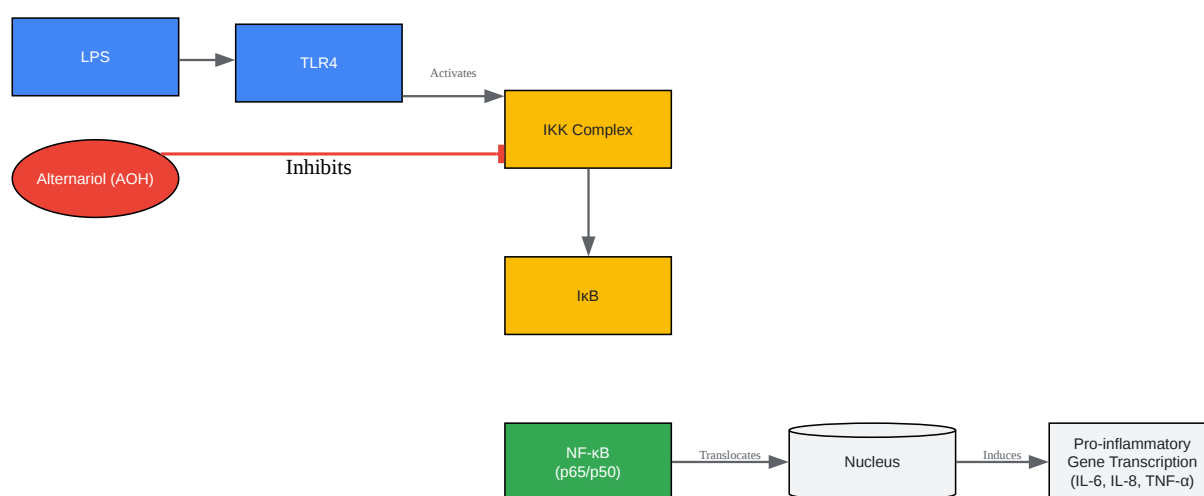 LPS
TLR4
Activates
IKK Complex
Alternariol (AOH)
Inhibits
IκB
NF-κB
(p65/p50)
Translocates
Nucleus
Induces
Pro-inflammatory
Gene Transcription
(IL-6, IL-8, TNF-α)